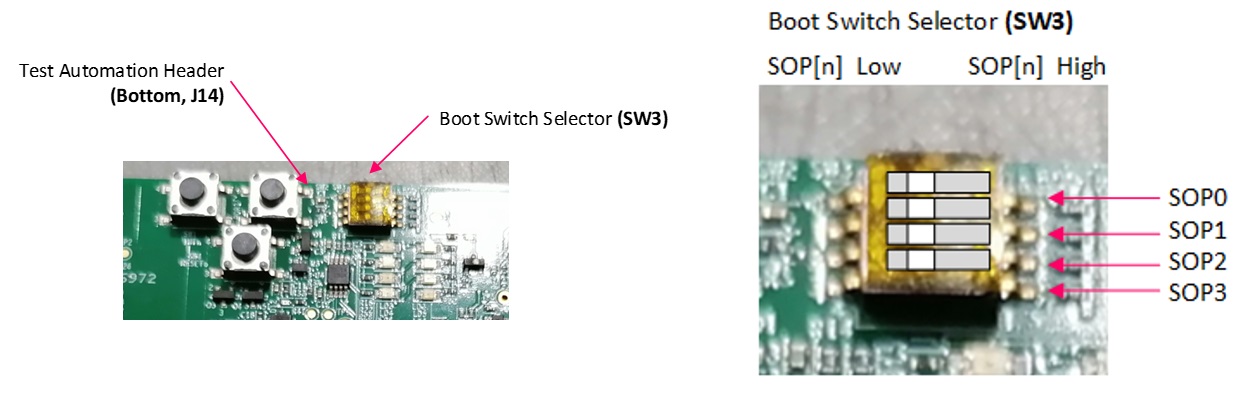 Test Automation Header
(Bottom, J14)
Boot Switch Selector (SW3)
S972
Boot Switch Selector (SW3)
SOP[n] Low
SOP[n] High
SOP0
SOP1
SOP2
SOP3